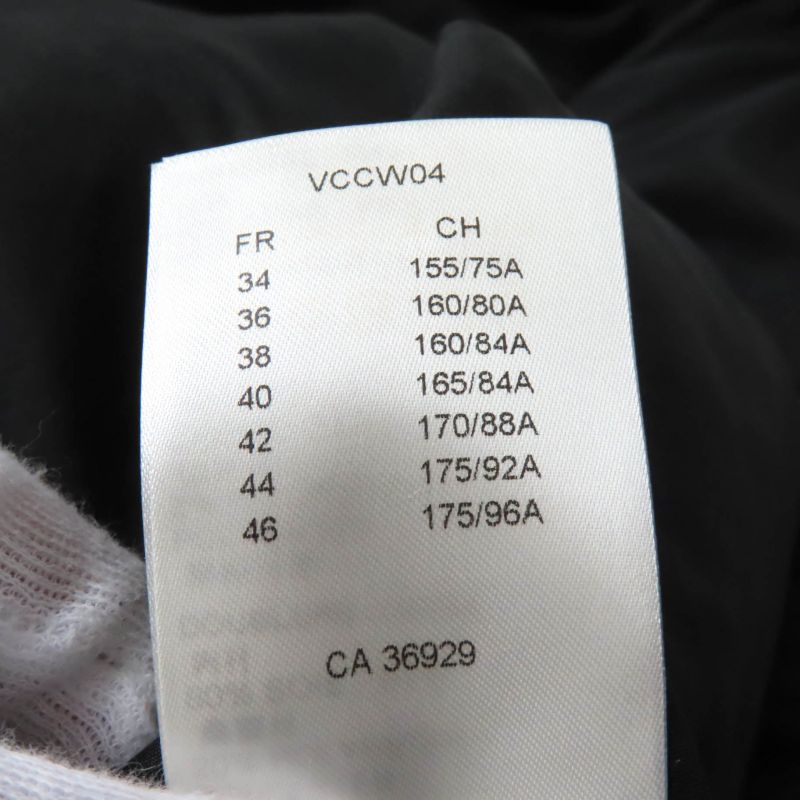 VCCW04
FR CH
34 155/75A
36 160/80A
38 160/84A
40 165/84A
42 170/88A
44 175/92A
46 175/96A
CA 36929